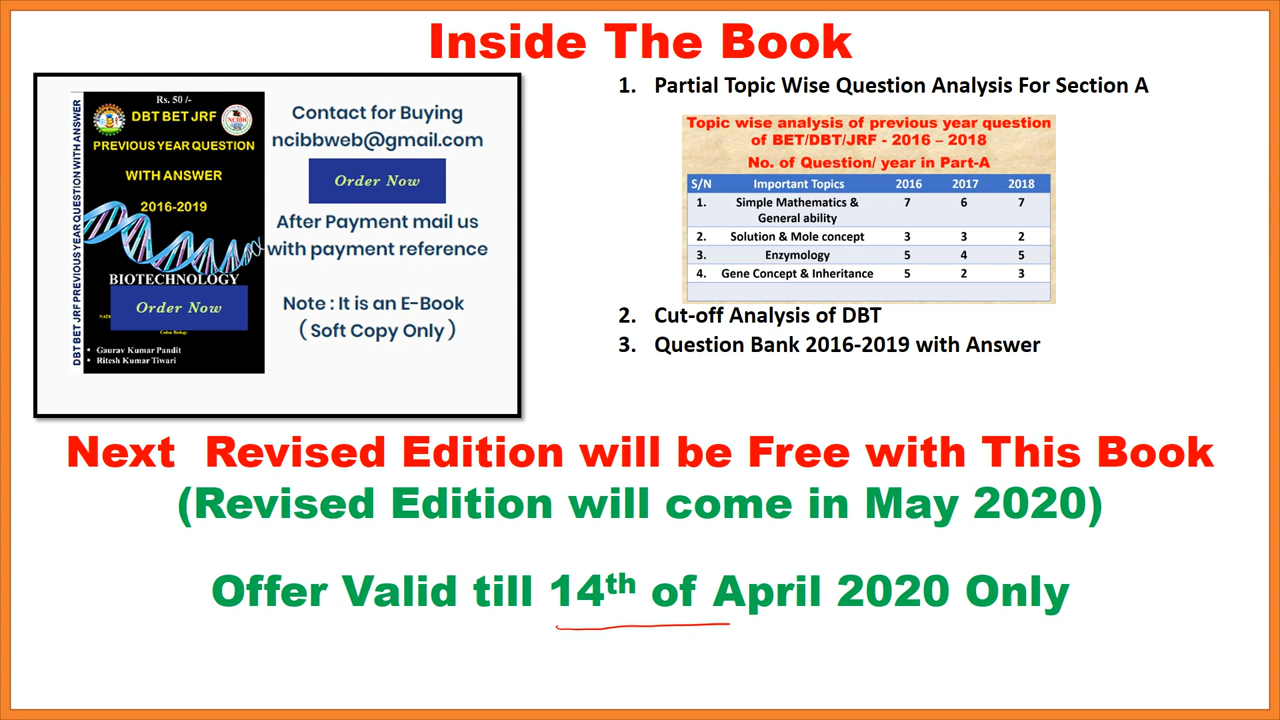 Inside The Book
DBT BET JRF PREVIOUS YEAR QUESTION WITH ANSWER
Rs. 50 /-
DBT BET JRF
NCIBB
PREVIOUS YEAR QUESTION
WITH ANSWER
2016-2019
BIOTECHNOLOGY
Order Now
• Gaurav Kumar Pandit
• Ritesh Kumar Tiwari
Contact for Buying
ncibbweb@gmail.com
Order Now
After Payment mail us
with payment reference
Note : It is an E-Book
( Soft Copy Only )
1. Partial Topic Wise Question Analysis For Section A
Topic wise analysis of previous year question
of BET/DBT/JRF - 2016 – 2018
No. of Question/ year in Part-A
S/N Important Topics 2016 2017 2018
1. Simple Mathematics & 7 6 7
General ability
2. Solution & Mole concept 3 3 2
3. Enzymology 5 4 5
4. Gene Concept & Inheritance 5 2 3
2. Cut-off Analysis of DBT
3. Question Bank 2016-2019 with Answer
Next Revised Edition will be Free with This Book
(Revised Edition will come in May 2020)
Offer Valid till 14th of April 2020 Only